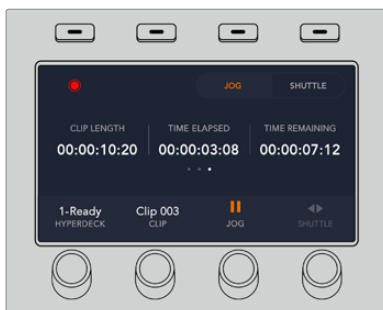 JOG SHUTTLE
CLIP LENGTH TIME ELAPSED TIME REMAINING
00:00:10:20 00:00:03:08 00:00:07:12
1-Ready Clip 003
HYPERDECK CLIP JOG SHUTTLE